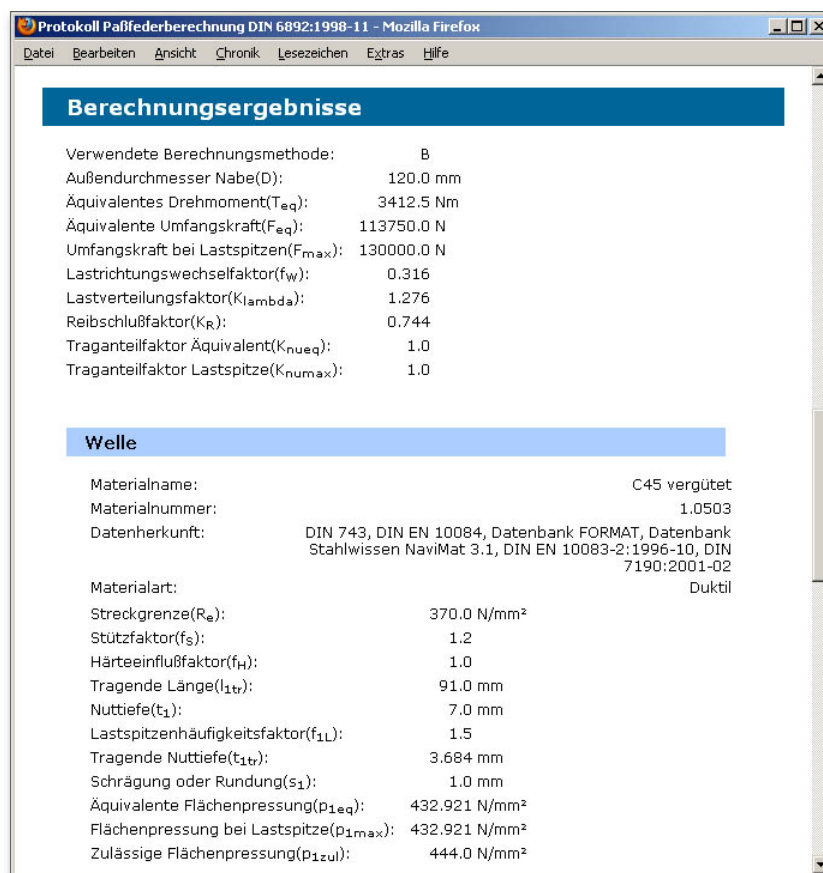 Protokoll Paßfederberechnung DIN 6892:1998-11 - Mozilla Firefox
Datei Bearbeiten Ansicht Chronik Lesezeichen Extras Hilfe
Berechnungsergebnisse
Verwendete Berechnungsmethode: B
Außendurchmesser Nabe(D): 120.0 mm
Äquivalentes Drehmoment(Teq): 3412.5 Nm
Äquivalente Umfangskraft(Feq): 113750.0 N
Umfangskraft bei Lastspitzen(Fmax): 130000.0 N
Lastrichtungswechselfaktor(fW): 0.316
Lastverteilungsfaktor(Klambda): 1.276
Reibschlußfaktor(KR): 0.744
Traganteilfaktor Äquivalent(Knueq): 1.0
Traganteilfaktor Lastspitze(Knumax): 1.0
Welle
Materialname: C45 vergütet
Materialnummer: 1.0503
Datenherkunft: DIN 743, DIN EN 10084, Datenbank FORMAT, Datenbank
Stahlwissen NaviMat 3.1, DIN EN 10083-2:1996-10, DIN
7190:2001-02
Materialart: Duktil
Streckgrenze(Re): 370.0 N/mm²
Stützfaktor(fS): 1.2
Härteeinflußfaktor(fH): 1.0
Tragende Länge(l1tr): 91.0 mm
Nuttiefe(t1): 7.0 mm
Lastspitzenhäufigkeitsfaktor(f1L): 1.5
Tragende Nuttiefe(t1tr): 3.684 mm
Schrägung oder Rundung(s1): 1.0 mm
Äquivalente Flächenpressung(p1eq): 432.921 N/mm²
Flächenpressung bei Lastspitze(p1max): 432.921 N/mm²
Zulässige Flächenpressung(p1zul): 444.0 N/mm²